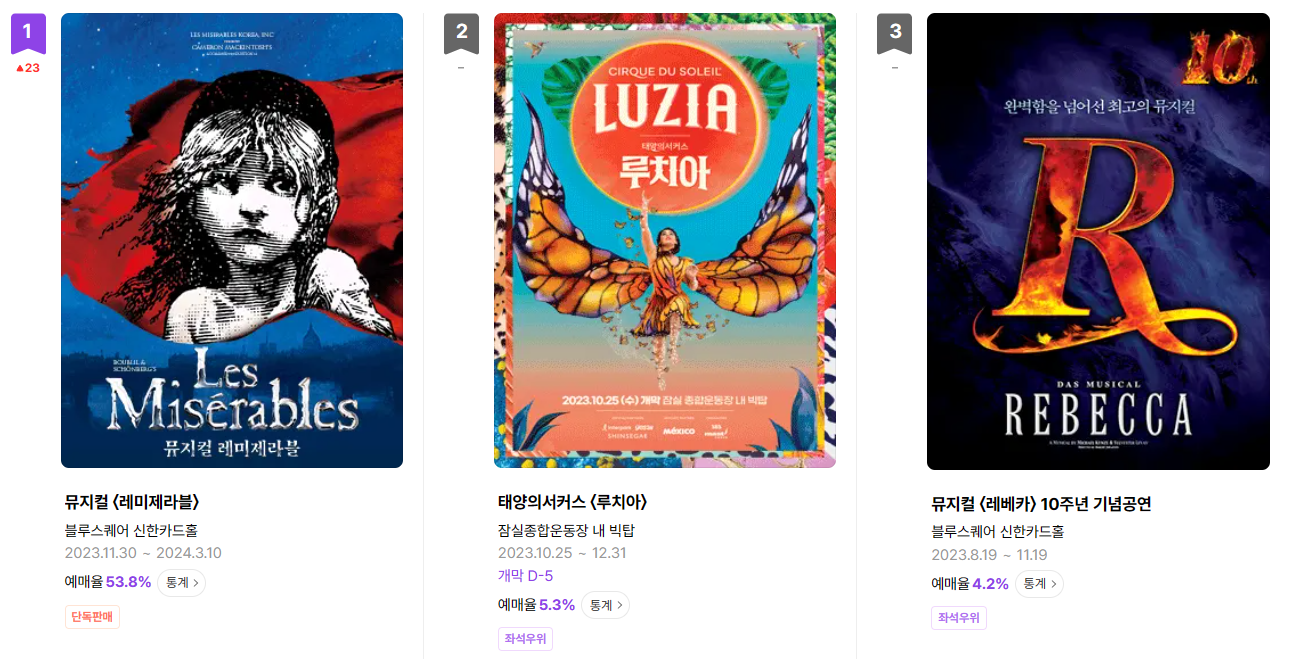 1
▲23
LES MISERABLES KOREA, INC
CAMERON MACKINTOSH'S
BOUBLIL &
SCHÖNBERG'S
Les
Misérables
뮤지컬 레미제라블
뮤지컬 〈레미제라블〉
블루스퀘어 신한카드홀
2023.11.30 ~ 2024.3.10
예매율 53.8% 통계 >
단독판매
2
–
CIRQUE DU SOLEIL
LUZIA
태양의서커스
루치아
2023.10.25 (수) 개막 잠실 종합운동장 내 빅탑
SHINSEGAE
MÉXICO
태양의서커스 〈루치아〉
잠실종합운동장 내 빅탑
2023.10.25 ~ 12.31
개막 D-5
예매율 5.3% 통계 >
좌석우위
3
–
10th
완벽함을 넘어선 최고의 뮤지컬
R
DAS MUSICAL
REBECCA
뮤지컬 〈레베카〉 10주년 기념공연
블루스퀘어 신한카드홀
2023.8.19 ~ 11.19
예매율 4.2% 통계 >
좌석우위